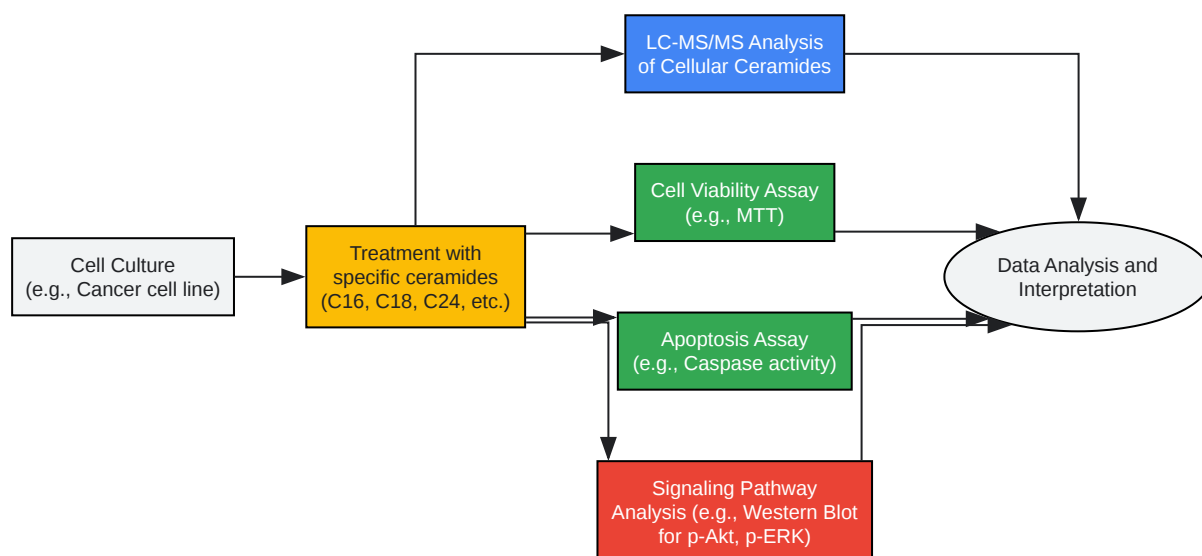 LC-MS/MS Analysis
of Cellular Ceramides
Cell Viability Assay
(e.g., MTT)
Cell Culture
(e.g., Cancer cell line)
Treatment with
specific ceramides
(C16, C18, C24, etc.)
Data Analysis and
Interpretation
Apoptosis Assay
(e.g., Caspase activity)
Signaling Pathway
Analysis (e.g., Western Blot
for p-Akt, p-ERK)